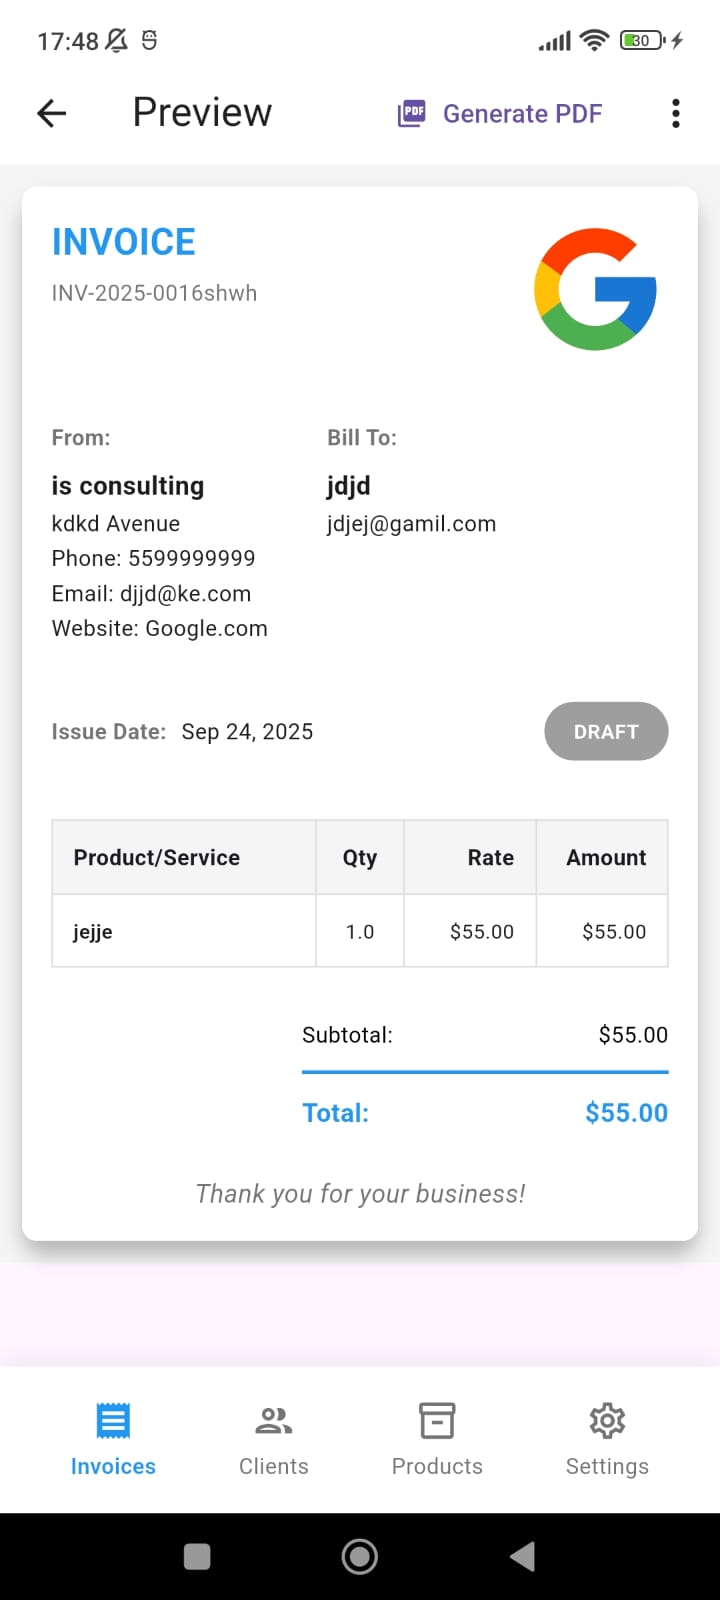 17:48
30
Preview
PDF
Generate PDF
INVOICE
INV-2025-0016shwh
From:
is consulting
kdkd Avenue
Phone: 5599999999
Email: djjd@ke.com
Website: Google.com
Bill To:
jdjd
jdjej@gamil.com
Issue Date: Sep 24, 2025
DRAFT
Product/Service Qty Rate Amount
jejje 1.0 $55.00 $55.00
Subtotal: $55.00
Total: $55.00
Thank you for your business!
Invoices Clients Products Settings